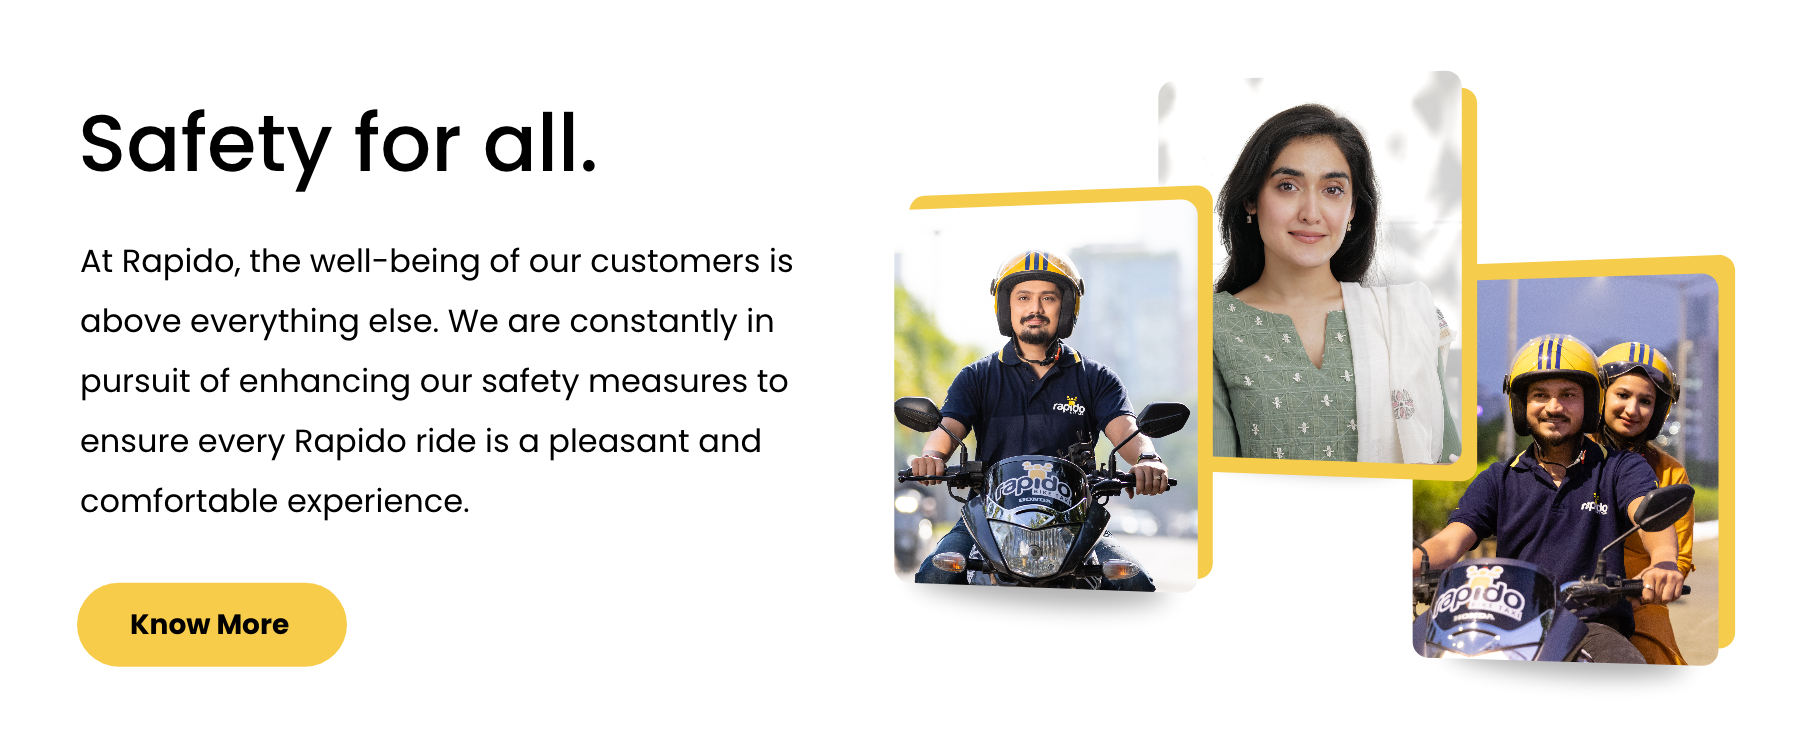 Safety for all.
At Rapido, the well-being of our customers is
above everything else. We are constantly in
pursuit of enhancing our safety measures to
ensure every Rapido ride is a pleasant and
comfortable experience.
Know More
rapido
rapido
BIKE TAXI
HONDA
rapido
rapido
BIKE TAXI
HONDA